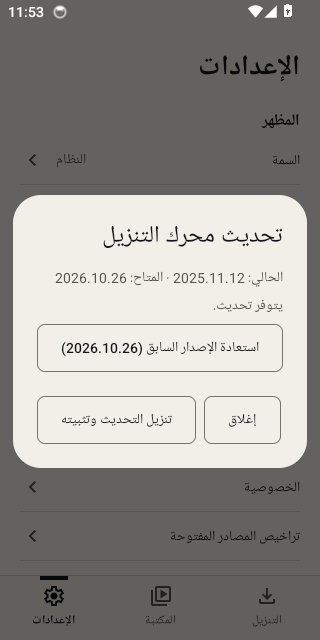 11:53
الإعدادات
المظهر
السمة
النظام
تحديث محرك التنزيل
الحالي: 2025.11.12 · المتاح: 2026.10.26
يتوفر تحديث.
استعادة الإصدار السابق (2026.10.26)
إغلاق
تنزيل التحديث وتثبيته
الخصوصية
تراخيص المصادر المفتوحة
التنزيل
المكتبة
الإعدادات